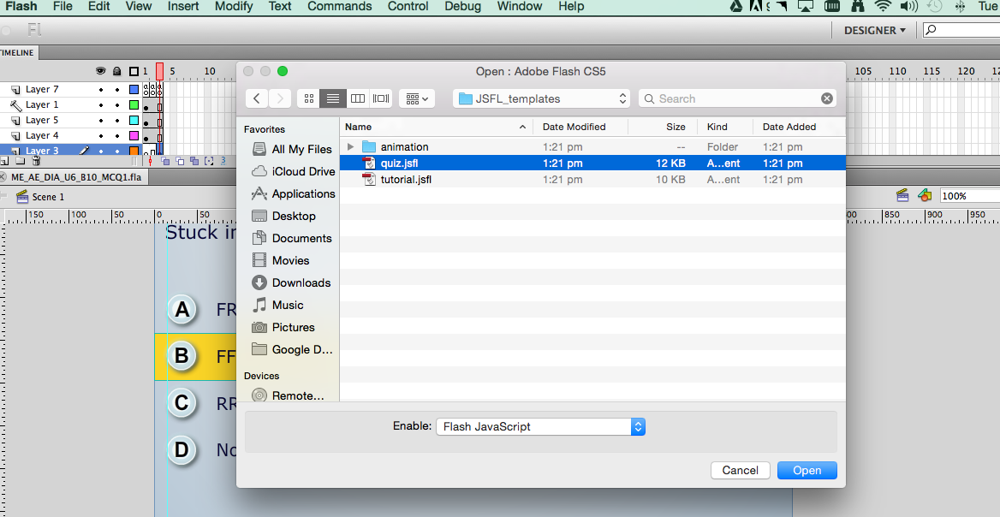 Flash File Edit View Insert Modify Text Commands Control Debug Window Help Tue
Fl DESIGNER
TIMELINE
1 5 10 105 110 115 120
Layer 7
Layer 1
Layer 5
Layer 4
Layer 3
3
ME_AE_DIA_U6_B10_MCQ1.fla
Scene 1 100%
150 100 50 0 50 850 900 950
Stuck in
A FR
B FF
C RR
D No
Open : Adobe Flash CS5
JSFL_templates Search
Favorites
All My Files
iCloud Drive
Applications
Desktop
Documents
Movies
Downloads
Music
Pictures
Google D...
Devices
Remote...
Name Date Modified Size Kind Date Added
animation 1:21 pm -- Folder 1:21 pm
quiz.jsfl 1:21 pm 12 KB A...ent 1:21 pm
tutorial.jsfl 1:21 pm 10 KB A...ent 1:21 pm
Enable: Flash JavaScript
Cancel Open